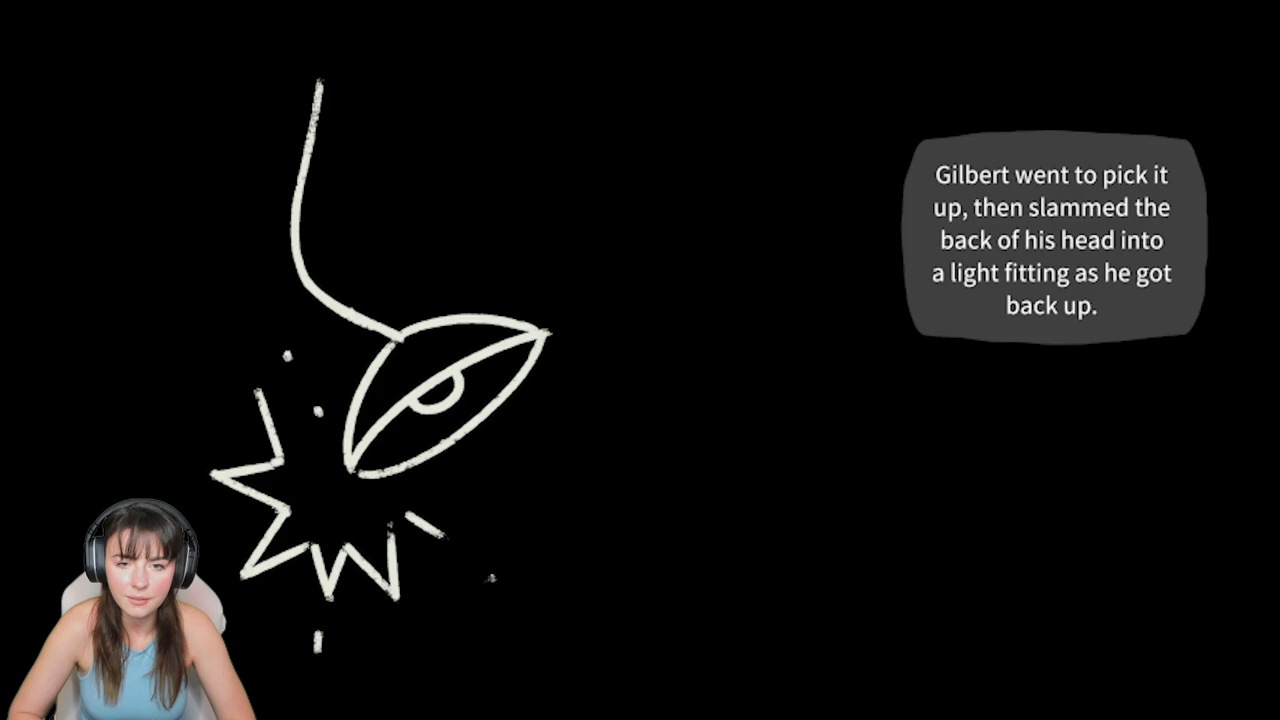 Gilbert went to pick it
up, then slammed the
back of his head into
a light fitting as he got
back up.